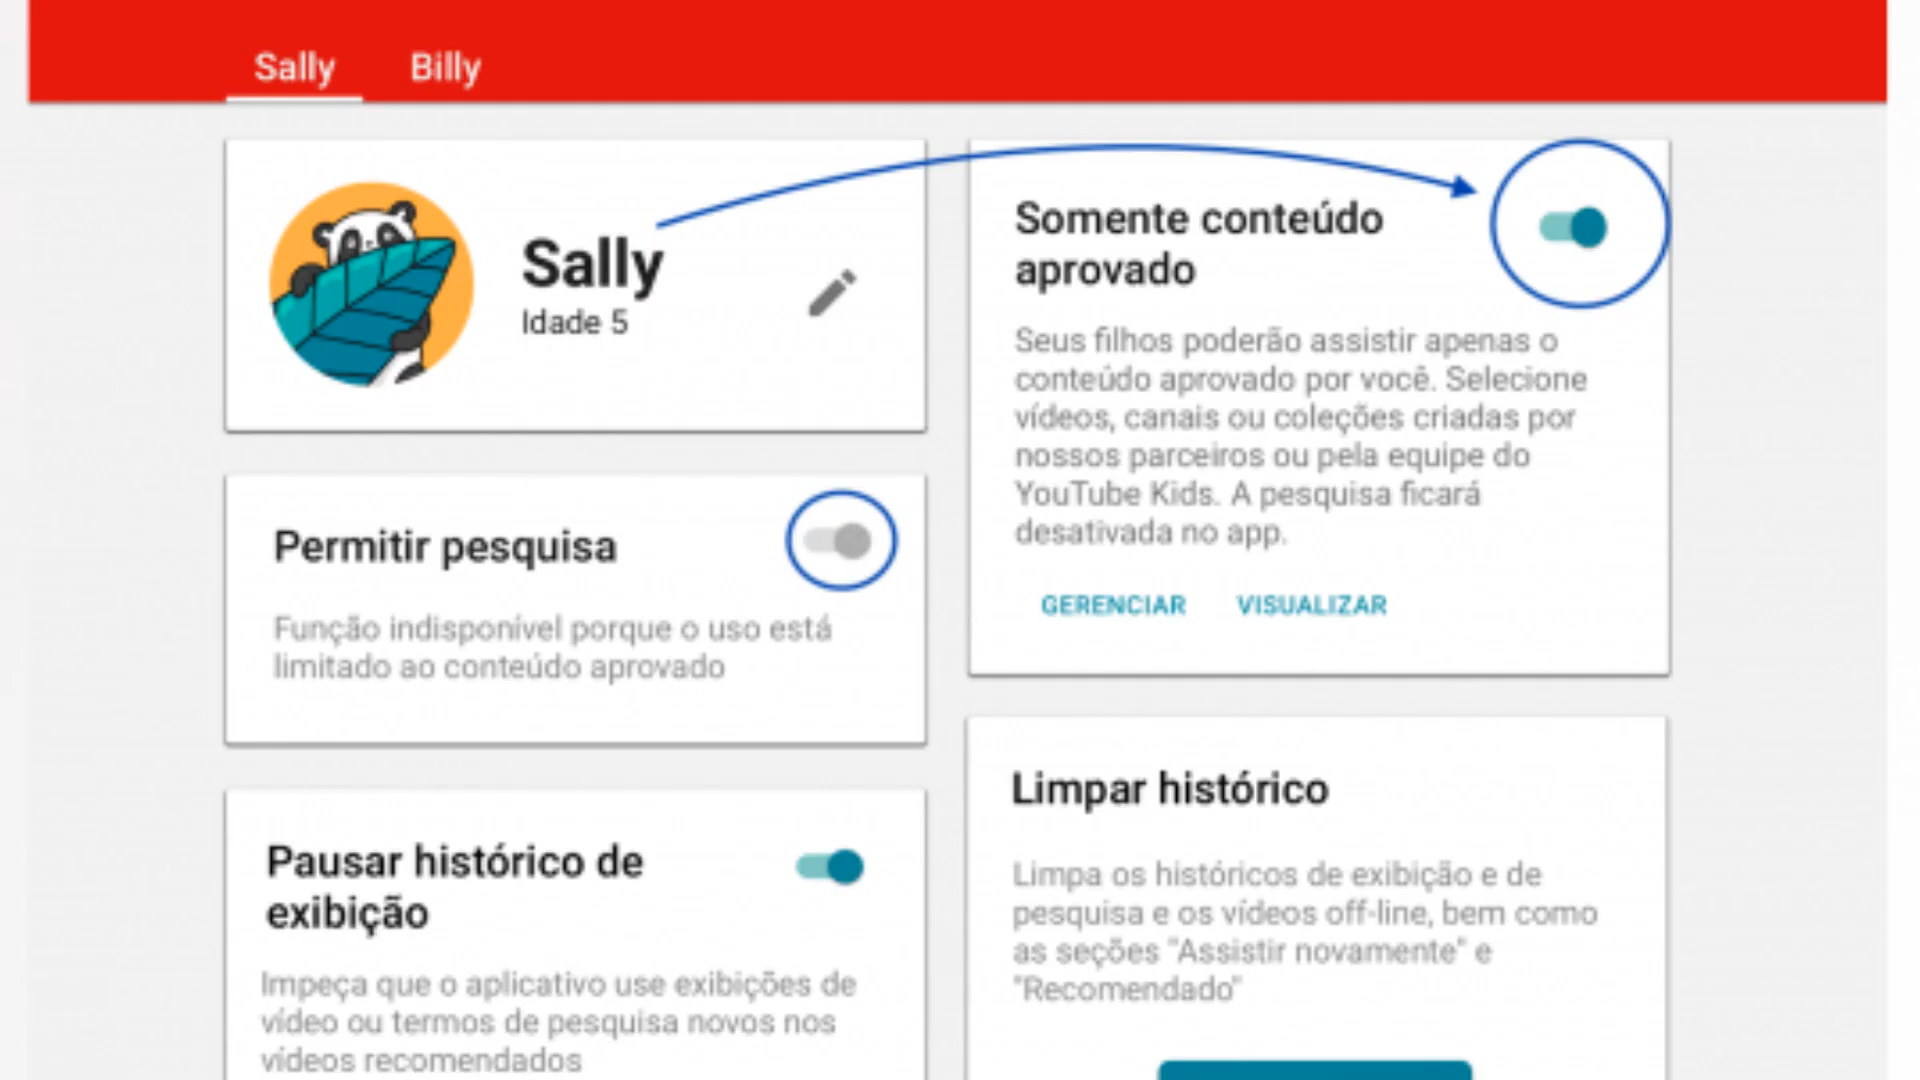 Sally
Billy
Sally
Idade 5
Somente conteúdo
aprovado
Seus filhos poderão assistir apenas o
conteúdo aprovado por você. Selecione
vídeos, canais ou coleções criadas por
nossos parceiros ou pela equipe do
YouTube Kids. A pesquisa ficará
desativada no app.
GERENCIAR
VISUALIZAR
Permitir pesquisa
Função indisponível porque o uso está
limitado ao conteúdo aprovado
Pausar histórico de
exibição
Impeça que o aplicativo use exibições de
vídeo ou termos de pesquisa novos nos
vídeos recomendados
Limpar histórico
Limpa os históricos de exibição e de
pesquisa e os vídeos off-line, bem como
as seções "Assistir novamente" e
"Recomendado"